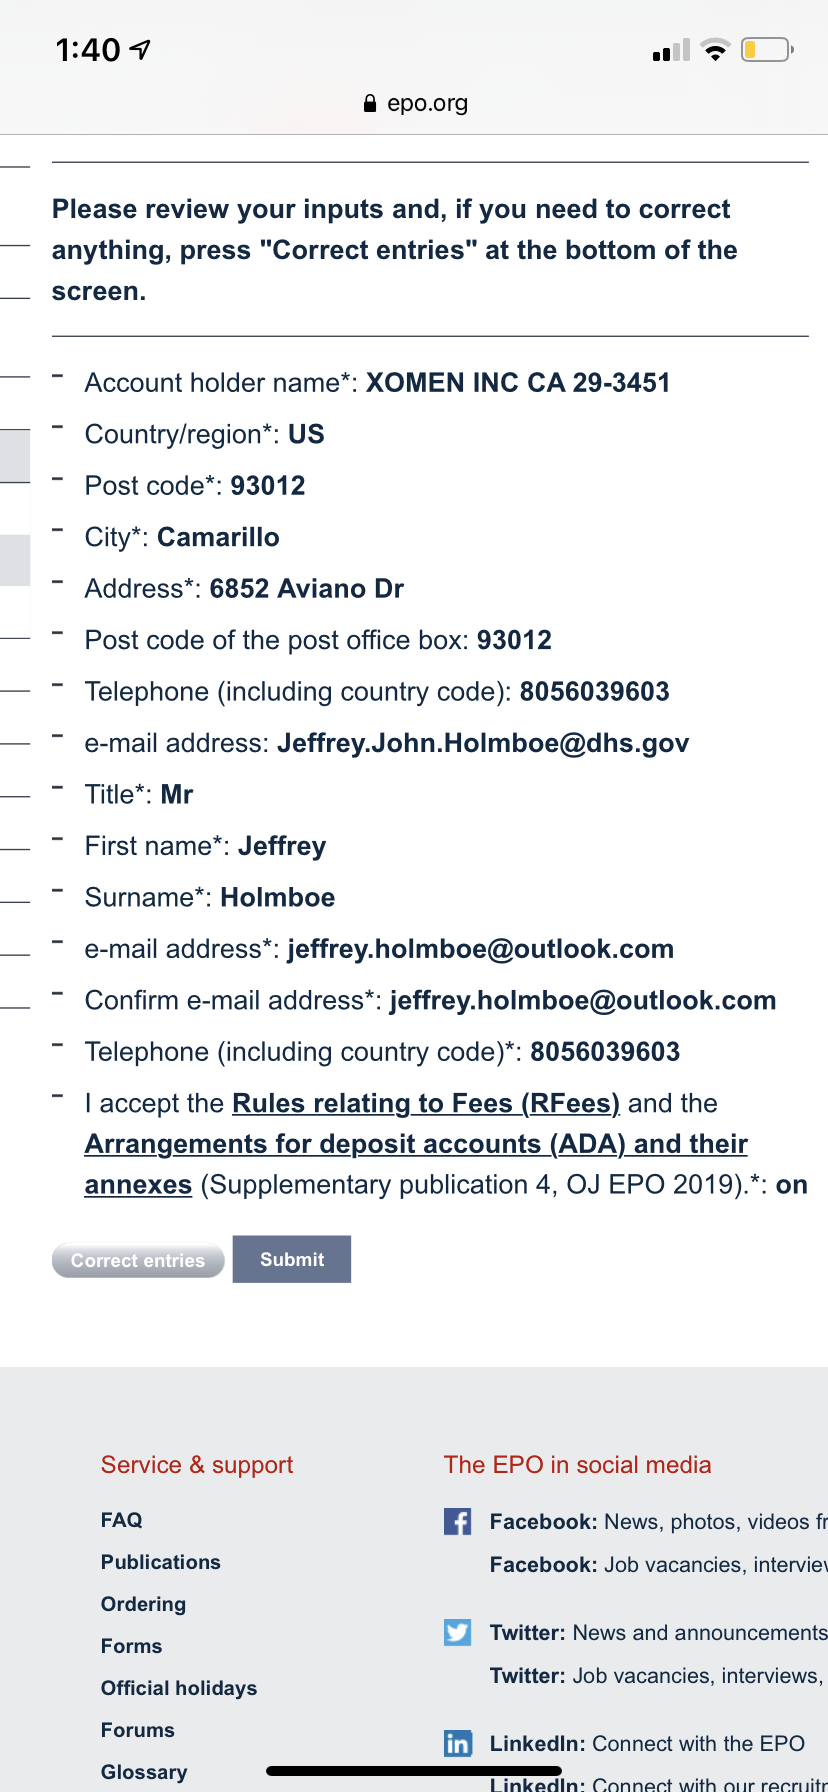 1:40
epo.org
Please review your inputs and, if you need to correct
anything, press "Correct entries" at the bottom of the
screen.
- Account holder name*: XOMEN INC CA 29-3451
- Country/region*: US
- Post code*: 93012
- City*: Camarillo
- Address*: 6852 Aviano Dr
- Post code of the post office box: 93012
- Telephone (including country code): 8056039603
- e-mail address: Jeffrey.John.Holmboe@dhs.gov
- Title*: Mr
- First name*: Jeffrey
- Surname*: Holmboe
- e-mail address*: jeffrey.holmboe@outlook.com
- Confirm e-mail address*: jeffrey.holmboe@outlook.com
- Telephone (including country code)*: 8056039603
- I accept the Rules relating to Fees (RFees) and the
Arrangements for deposit accounts (ADA) and their
annexes (Supplementary publication 4, OJ EPO 2019).*: on
Correct entries Submit
Service & support
FAQ
Publications
Ordering
Forms
Official holidays
Forums
Glossary
The EPO in social media
Facebook: News, photos, videos
Facebook: Job vacancies,
Twitter: News and announcements
Twitter: Job vacancies, interviews,
LinkedIn: Connect with the EPO
LinkedIn: Connect with our